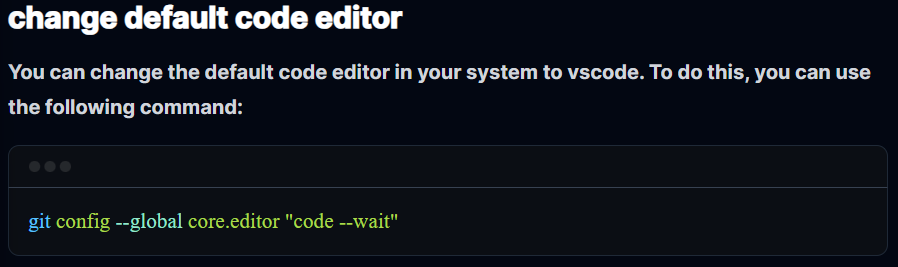 change default code editor
You can change the default code editor in your system to vscode. To do this, you can use
the following command:
git config --global core.editor "code --wait"